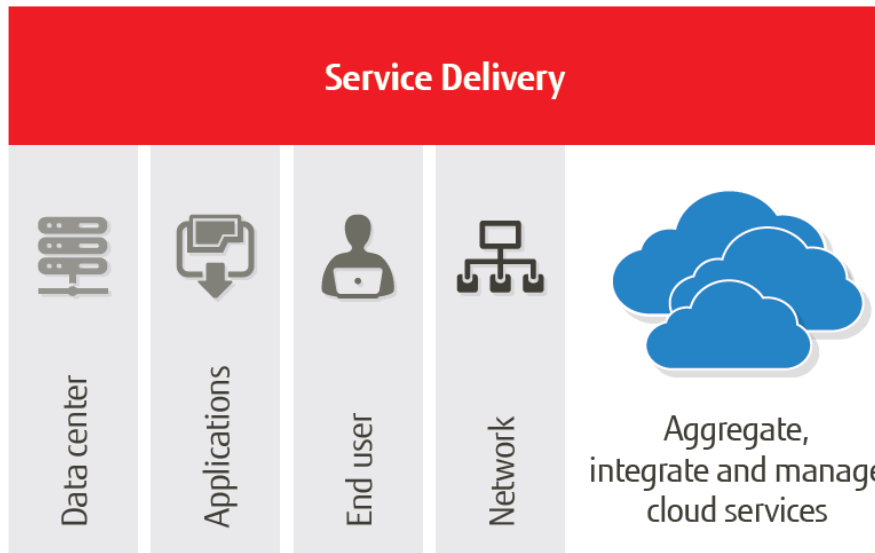 Service Delivery
Data center
Applications
End user
Network
Aggregate,
integrate and manage
cloud services